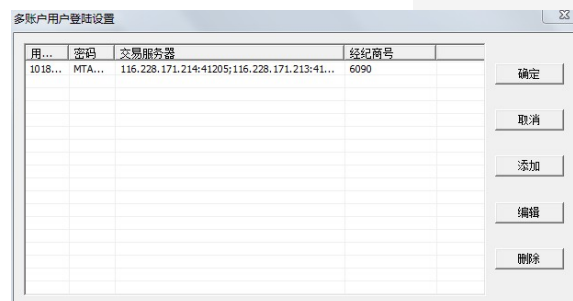 多账户用户登陆设置
用... 密码 交易服务器 经纪商号
1018... MTA... 116.228.171.214:41205;116.228.171.213:41... 6090
确定
取消
添加
编辑
删除